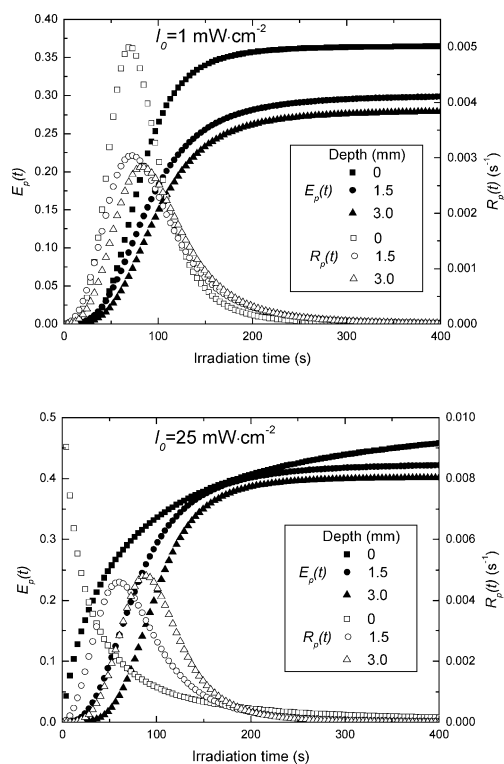 I₀=1 mW·cm⁻²
0.40
0.35
0.30
0.25
0.20
0.15
0.10
0.05
0.00
Eₚ(t)
0.005
0.004
0.003
0.002
0.001
0.000
Rₚ(t) (s⁻¹)
Depth (mm)
Eₚ(t)
0
1.5
3.0
Rₚ(t)
0
1.5
3.0
0 100 200 300 400
Irradiation time (s)
I₀=25 mW·cm⁻²
0.5
0.4
0.3
0.2
0.1
0.0
Eₚ(t)
0.010
0.008
0.006
0.004
0.002
0.000
Rₚ(t) (s⁻¹)
Depth (mm)
Eₚ(t)
0
1.5
3.0
Rₚ(t)
0
1.5
3.0
0 100 200 300 400
Irradiation time (s)